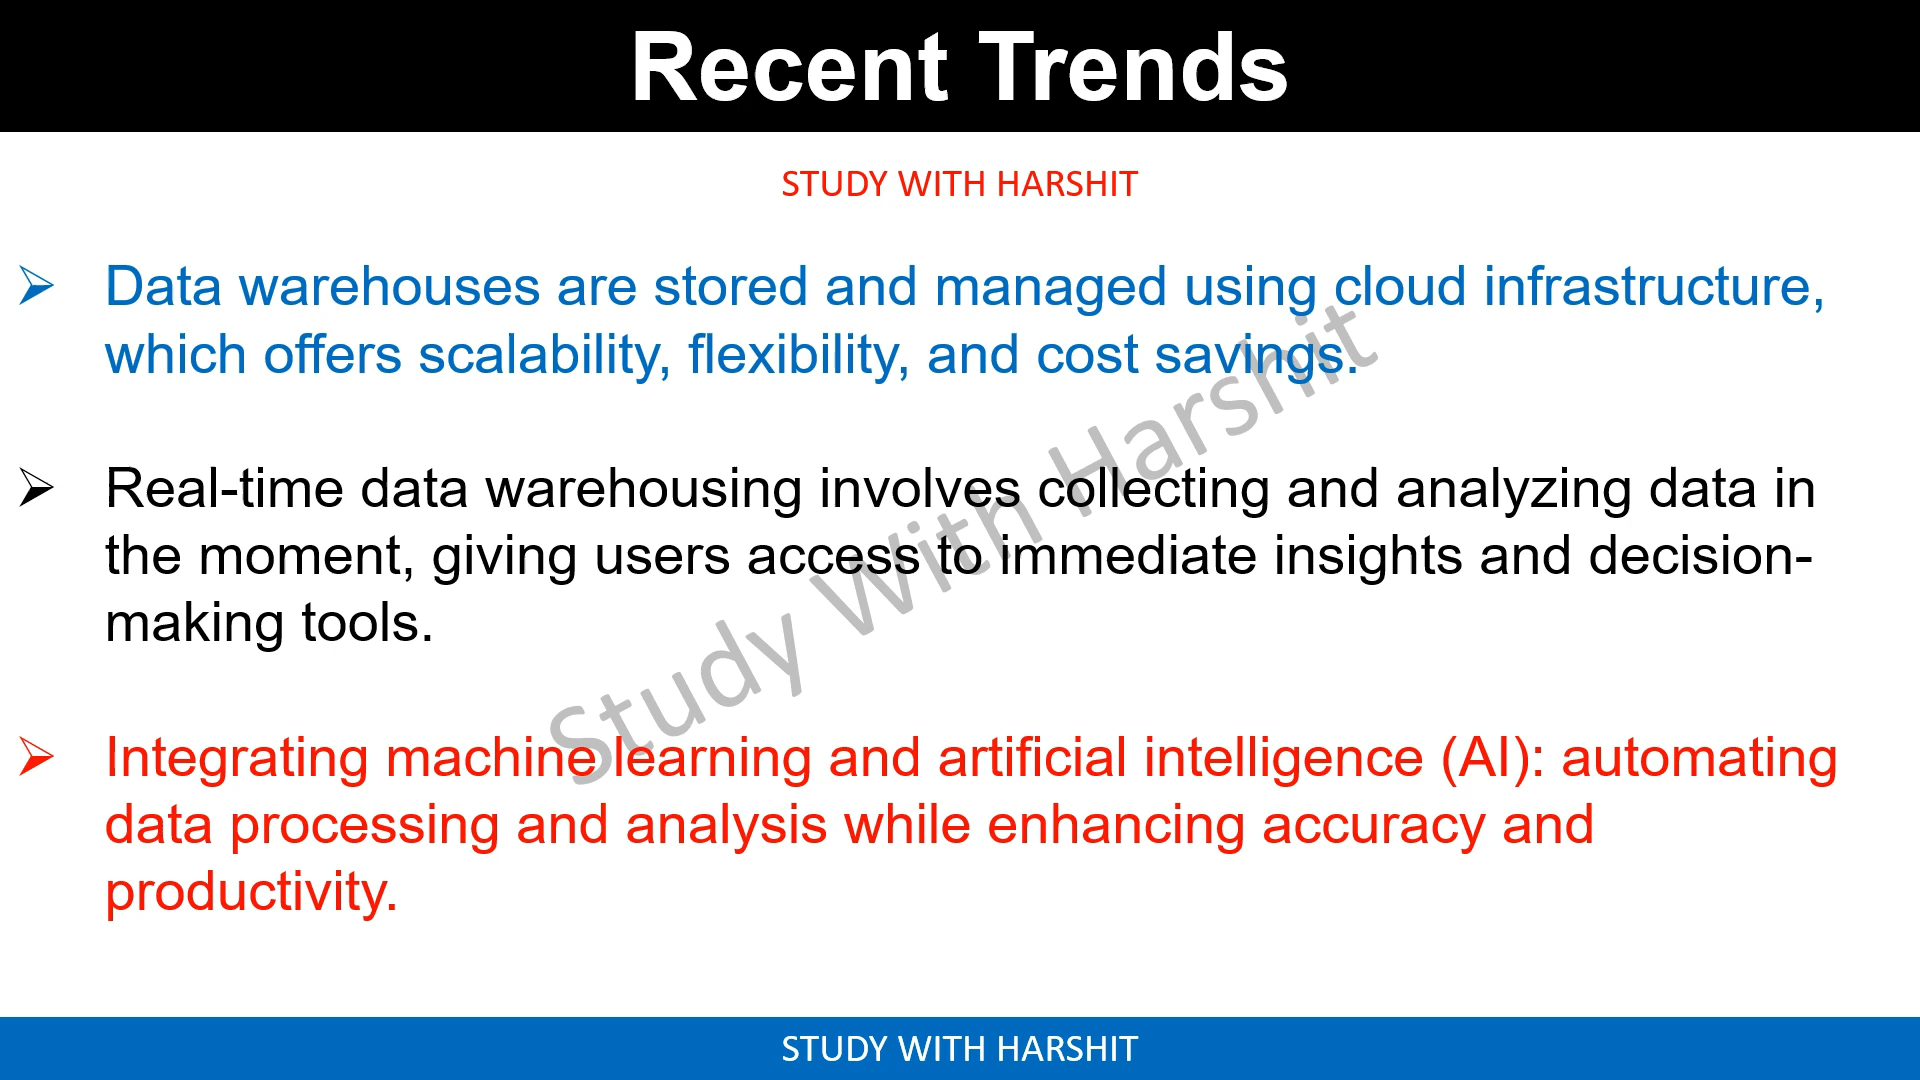 Recent Trends
STUDY WITH HARSHIT
Data warehouses are stored and managed using cloud infrastructure,
which offers scalability, flexibility, and cost savings.
Real-time data warehousing involves collecting and analyzing data in
the moment, giving users access to immediate insights and decision-
making tools.
Integrating machine learning and artificial intelligence (AI): automating
data processing and analysis while enhancing accuracy and
productivity.
Study With Harshit
STUDY WITH HARSHIT